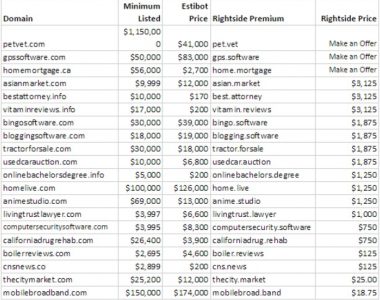 Minimum Estibot
Domain Listed Price Rightside Premium Rightside Price
$1,150,00
petvet.com 0 $41,000 pet.vet Make an Offer
gpssoftware.com $50,000 $83,000 gps.software Make an Offer
homemortgage.ca $56,000 $2,700 home.mortgage Make an Offer
asianmarket.com $9,999 $12,000 asian.market $3,125
bestattorney.info $10,000 $170 best.attorney $3,125
vitaminreviews.info $17,000 $200 vitamin.reviews $3,125
bingosoftware.com $30,000 $39,000 bingo.software $1,875
bloggingsoftware.com $18,000 $19,000 blogging.software $1,875
tractorforsale.com $30,000 $18,000 tractor.forsale $1,875
usedcarauction.com $10,000 $6,800 usedcar.auction $1,875
onlinebachelorsdegree.info $5,000 $200 onlinebachelors.degree $1,250
homelive.com $100,000 $126,000 home.live $1,250
animestudio.com $69,000 $13,000 anime.studio $1,250
livingtrustlawyer.com $3,997 $6,600 livingtrust.lawyer $1,000
computersecuritysoftware.com $3,995 $8,300 computersecurity.software $750
californiadrugrehab.com $26,400 $3,900 californiadrug.rehab $750
boilerreviews.com $2,695 $4,600 boiler.reviews $125
cnsnews.co $2,899 $200 cns.news $125
thecitymarket.com $25,200 $12,000 thecity.market $25.00
mobilebroadband.com $150,000 $174,000 mobilebroad.band $18.75